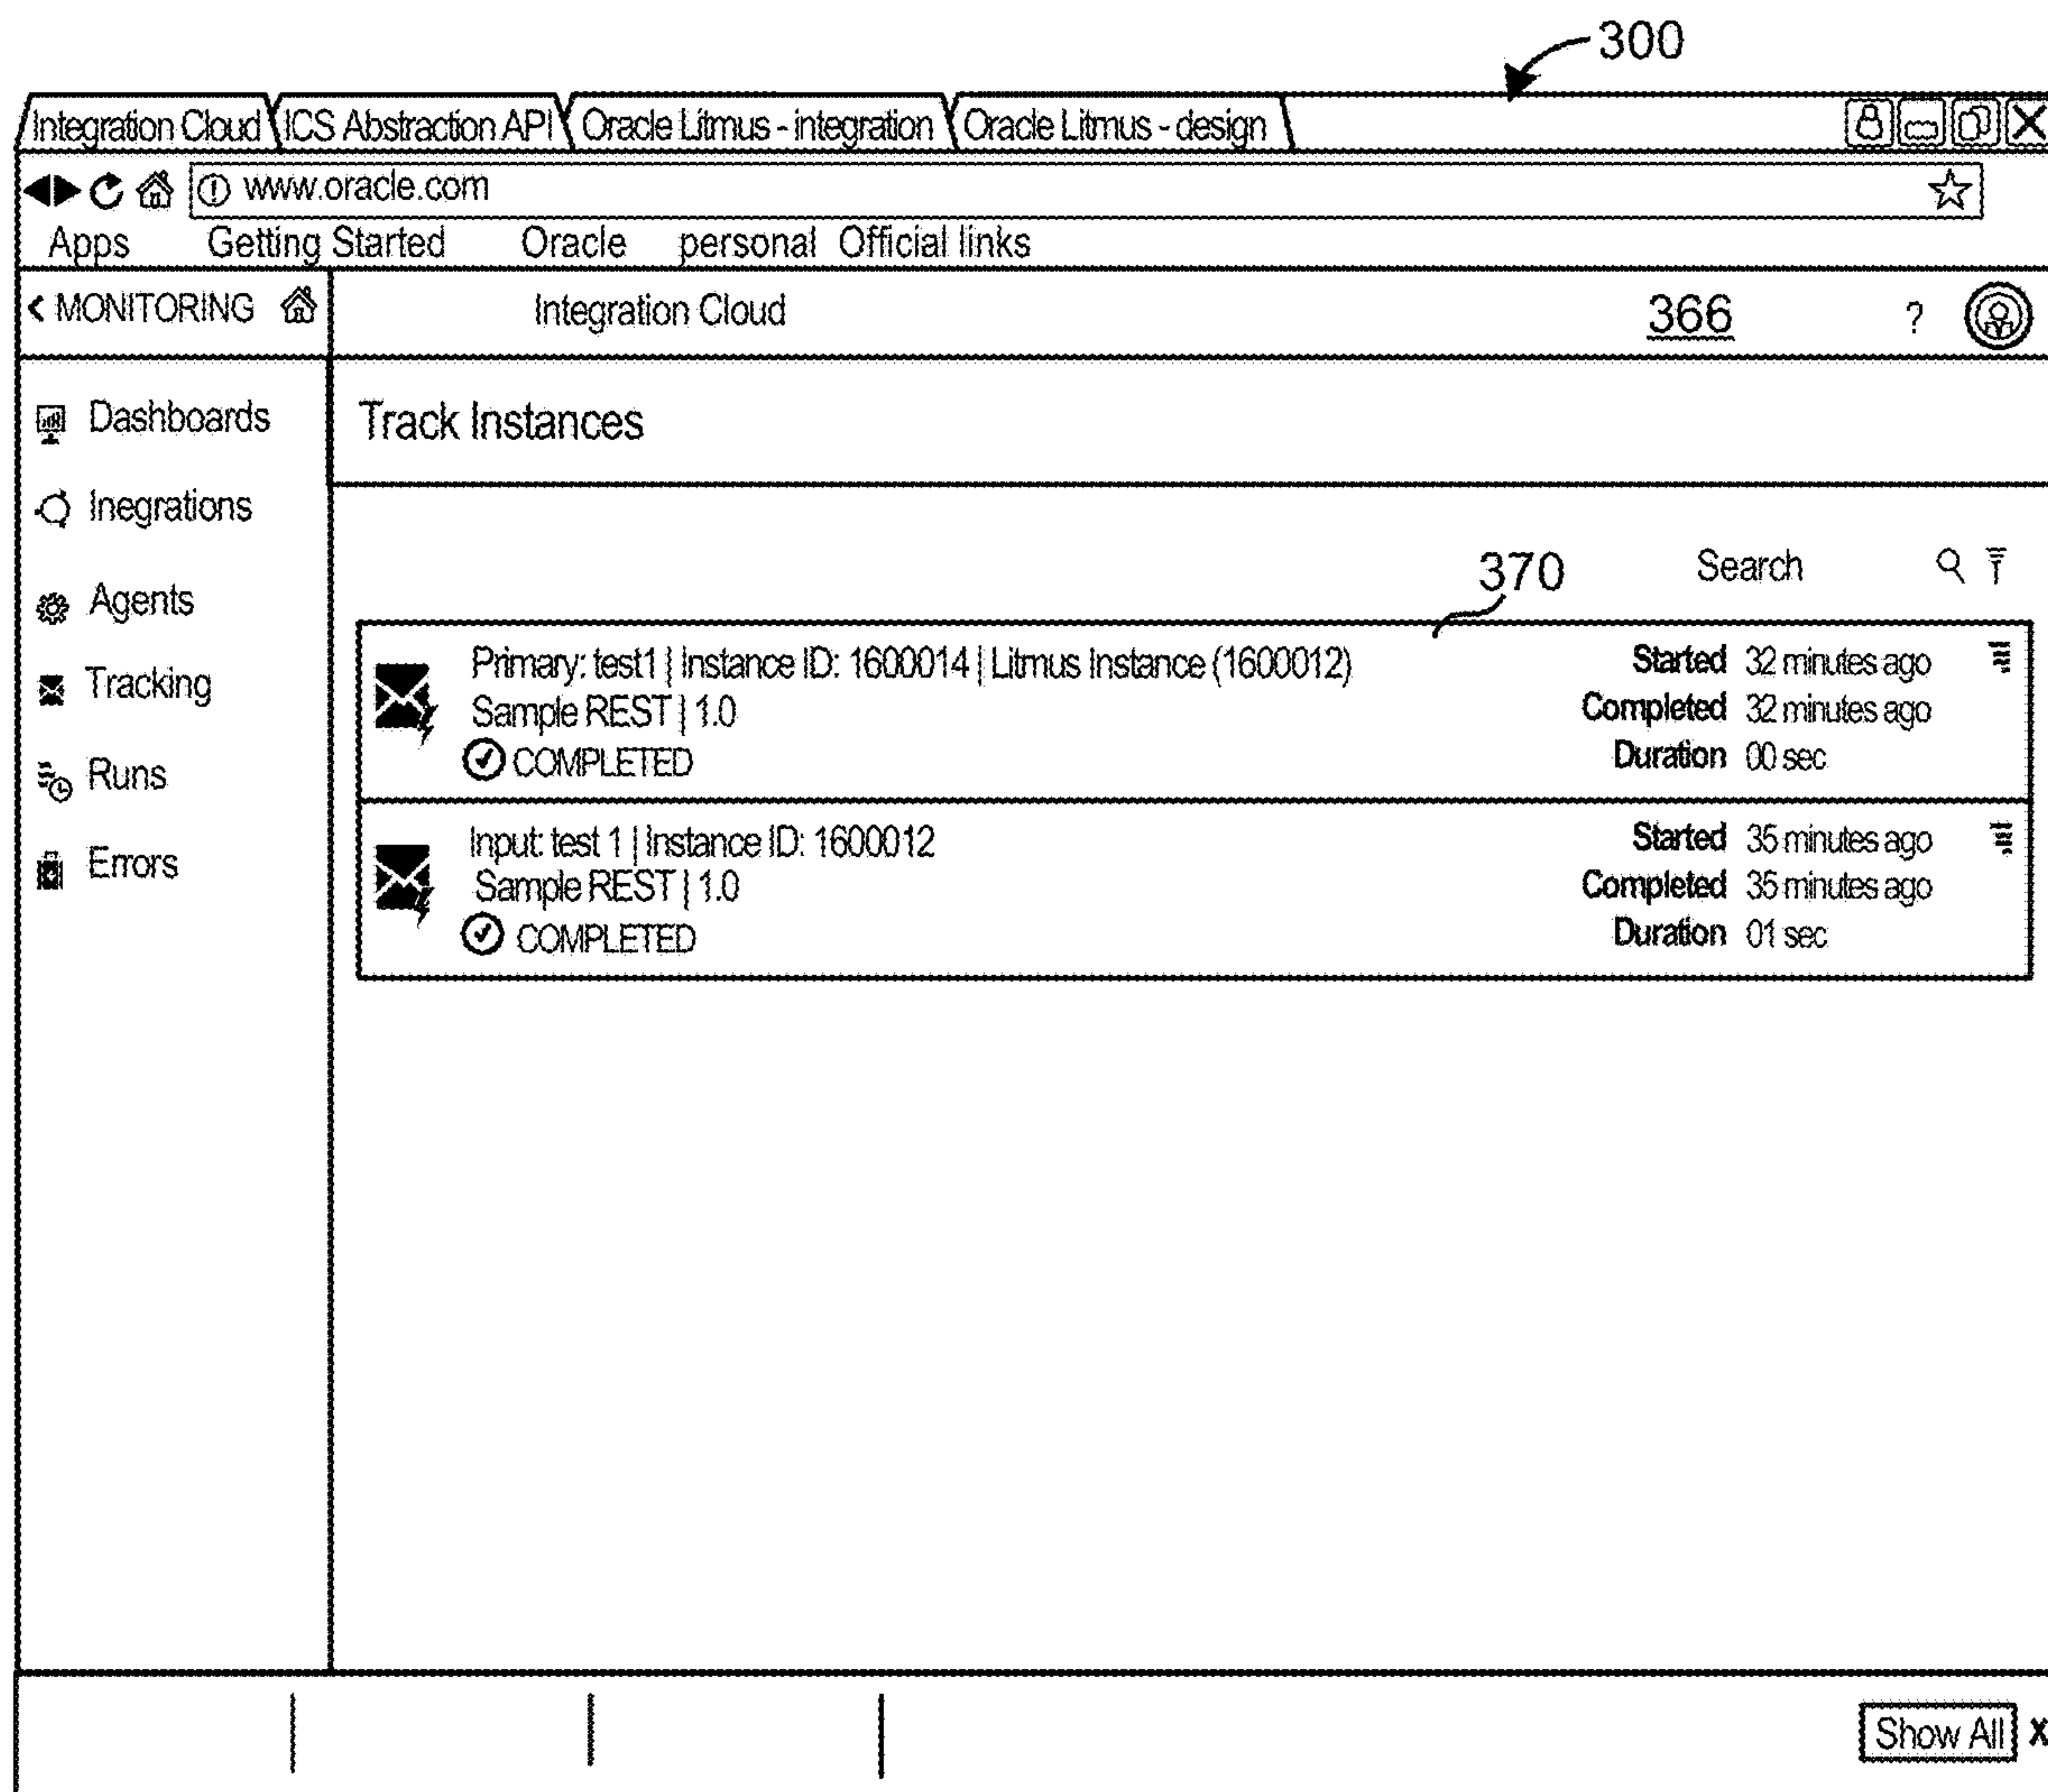 300
Integration Cloud ICS Abstraction API Oracle Litmus - integration Oracle Litmus - design
www.oracle.com
Apps Getting Started Oracle personal Official links
< MONITORING Integration Cloud 366 ?
Dashboards
Track Instances
Inegrations
370 Search
Agents
Tracking
Runs
Errors
Primary: test1 | Instance ID: 1600014 | Litmus Instance (1600012) Started 32 minutes ago
Sample REST | 1.0 Completed 32 minutes ago
COMPLETED Duration 00 sec
Input: test 1 | Instance ID: 1600012 Started 35 minutes ago
Sample REST | 1.0 Completed 35 minutes ago
COMPLETED Duration 01 sec
Show All x